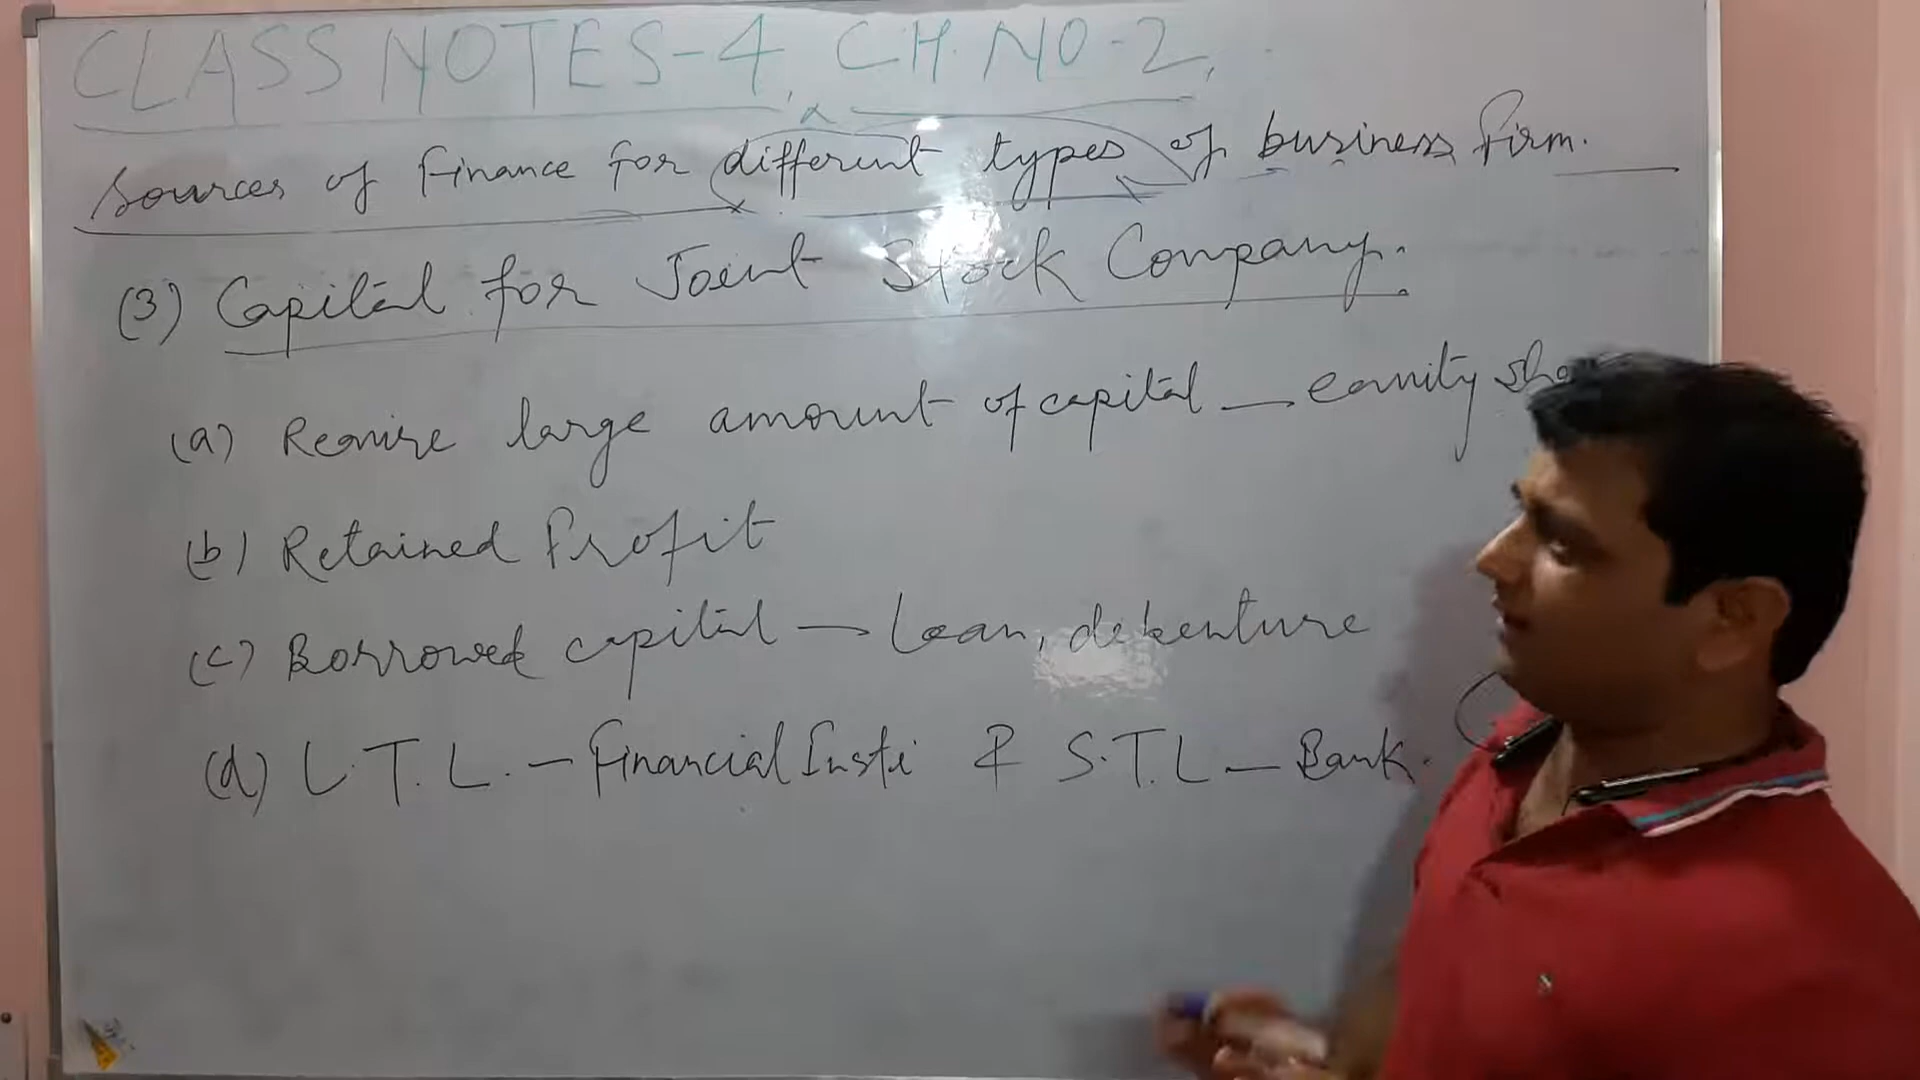 CLASS NOTES-4, CH. NO-2,
Sources of Finance for different types of business firm.
(3) Capital for Joint Stock Company.
(a) Require large amount of capital — equity sha
(b) Retained Profit
(c) Borrowed capital — Loan, debenture
(d) L.T.L. — Financial Insti & S.T.L — Bank.